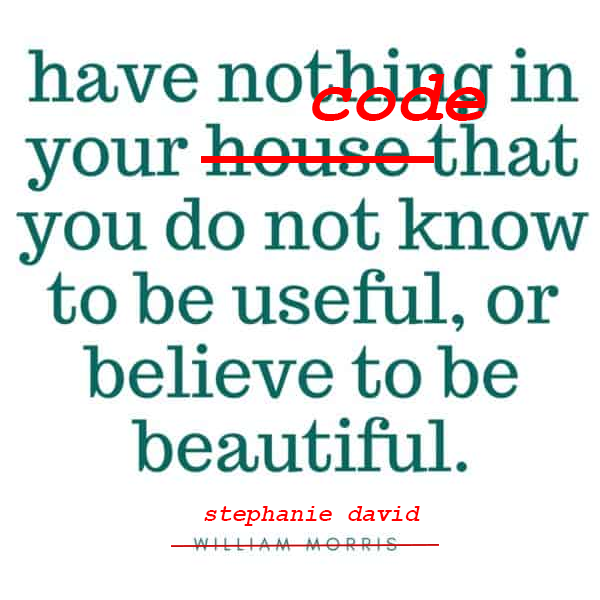 have nothing in
code
your house that
you do not know
to be useful, or
believe to be
beautiful.
stephanie david
WILLIAM MORRIS